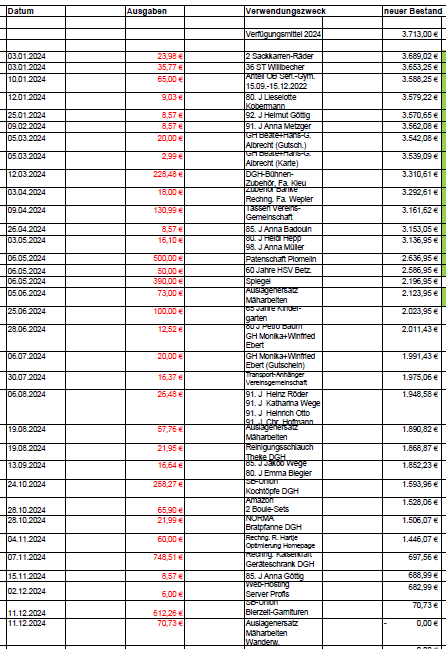 Datum Ausgaben Verwendungszweck neuer Bestand
Verfügungsmittel 2024 3.713,00 €
03.01.2024 23,98 € 2 Sackkarren-Räder 3.689,02 €
03.01.2024 35,77 € 36 ST Willibecher 3.653,25 €
10.01.2024 65,00 € Anteil OB Sen.-Gym. 3.588,25 €
15.09.-15.12.2022
12.01.2024 9,03 € 80. J Lieselotte 3.579,22 €
Kobermann
25.01.2024 8,57 € 92. J Helmut Göttig 3.570,65 €
09.02.2024 8,57 € 91. J Anna Metzger 3.562,08 €
05.03.2024 20,00 € GH Beate+Hans-G. 3.542,08 €
Albrecht (Gutsch.)
05.03.2024 2,99 € GH Beate+Hans-G. 3.539,09 €
Albrecht (Karte)
12.03.2024 228,48 € DGH-Bühnen- 3.310,61 €
Zubehör, Fa. Kleu
03.04.2024 18,00 € Zubehör Bänke 3.292,61 €
Rechng. Fa. Wepler
09.04.2024 130,99 € Tassen Vereins- 3.161,62 €
Gemeinschaft
26.04.2024 8,57 € 85. J Anna Badouin 3.153,05 €
03.05.2024 16,10 € 80. J Heidi Hepp 3.136,95 €
98. J Anna Müller
06.05.2024 500,00 € Patenschaft Plomelin 2.636,95 €
06.05.2024 50,00 € 60 Jahre HSV Betz. 2.586,95 €
06.05.2024 390,00 € Spiegel 2.196,95 €
05.06.2024 73,00 € Auslagenersatz 2.123,95 €
Mäharbeiten
25.06.2024 100,00 € 65 Jahre Kinder- 2.023,95 €
garten
28.06.2024 12,52 € 80 J Petro Baum 2.011,43 €
GH Monika+Winfried
Ebert
06.07.2024 20,00 € GH Monika+Winfried 1.991,43 €
Ebert (Gutschein)
30.07.2024 16,37 € Transport-Anhänger 1.975,06 €
Vereinsgemeinschaft
06.08.2024 26,48 € 91. J Heinz Röder 1.948,58 €
91. J Katharina Wege
91. J Heinrich Otto
91. J Chr. Hofmann
19.08.2024 57,76 € Auslagenersatz 1.890,82 €
Mäharbeiten
19.08.2024 21,95 € Reinigungsschlauch 1.868,87 €
Theke DGH
13.09.2024 16,64 € 85. J Jakob Wege 1.852,23 €
80. J Emma Biegler
24.10.2024 258,27 € SB-Union 1.593,96 €
Kochtöpfe DGH
28.10.2024 65,90 € Amazon 1.528,06 €
2 Boule-Sets
28.10.2024 21,99 € NORMA 1.506,07 €
Bratpfanne DGH
04.11.2024 60,00 € Rechng. R. Hartje 1.446,07 €
Optimierung Homepage
07.11.2024 748,51 € Rechng. Kaiserkraft 697,56 €
Geräteschrank DGH
15.11.2024 8,57 € 85. J Anna Göttig 688,99 €
02.12.2024 6,00 € Web-Hosting 682,99 €
Server Profis
11.12.2024 612,26 € SB-Union 70,73 €
Bierzelt-Garnituren
11.12.2024 70,73 € Auslagenersatz - 0,00 €
Mäharbeiten
Wanderw.